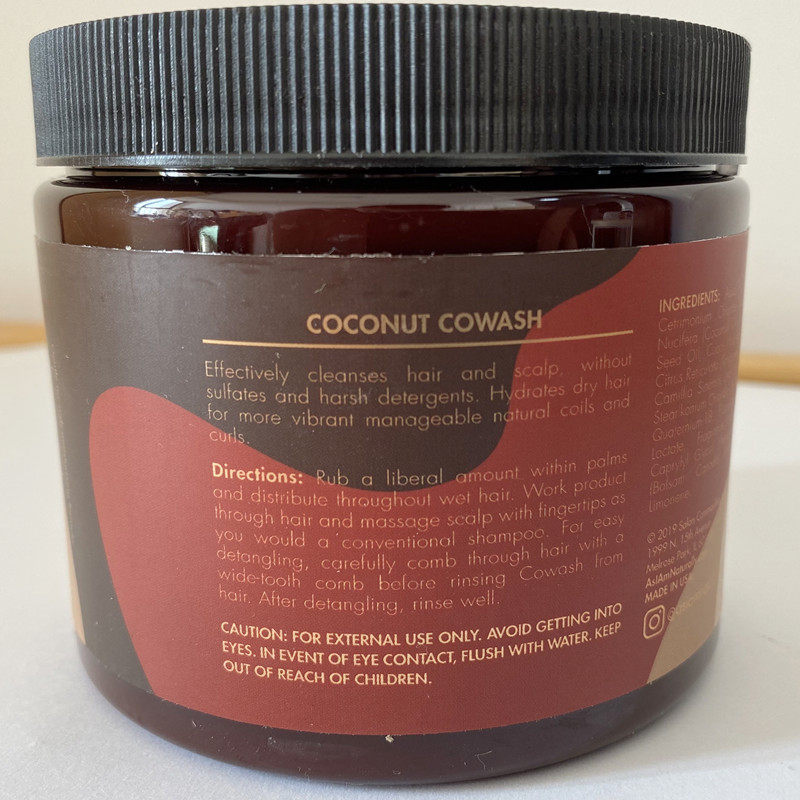 COCONUT COWASH
Effectively cleanses hair and scalp, without
sulfates and harsh detergents. Hydrates dry hair
for more vibrant manageable natural coils and
curls.
Directions: Rub a liberal amount within palms
and distribute throughout wet hair. Work product
through hair and massage scalp with fingertips as
you would a conventional shampoo. For easy
detangling, carefully comb through hair with a
wide-tooth comb before rinsing Cowash from
hair. After detangling, rinse well.
CAUTION: FOR EXTERNAL USE ONLY. AVOID GETTING INTO
EYES. IN EVENT OF EYE CONTACT, FLUSH WITH WATER. KEEP
OUT OF REACH OF CHILDREN.
INGREDIENTS:
Cetrimonium
Nucifera
Seed Oil,
Citrus
Camellia
Lactate,
(Balsam)
Limonene.
© 2019 Salon
1999 N. 15th
Melrose Park,
MADE IN